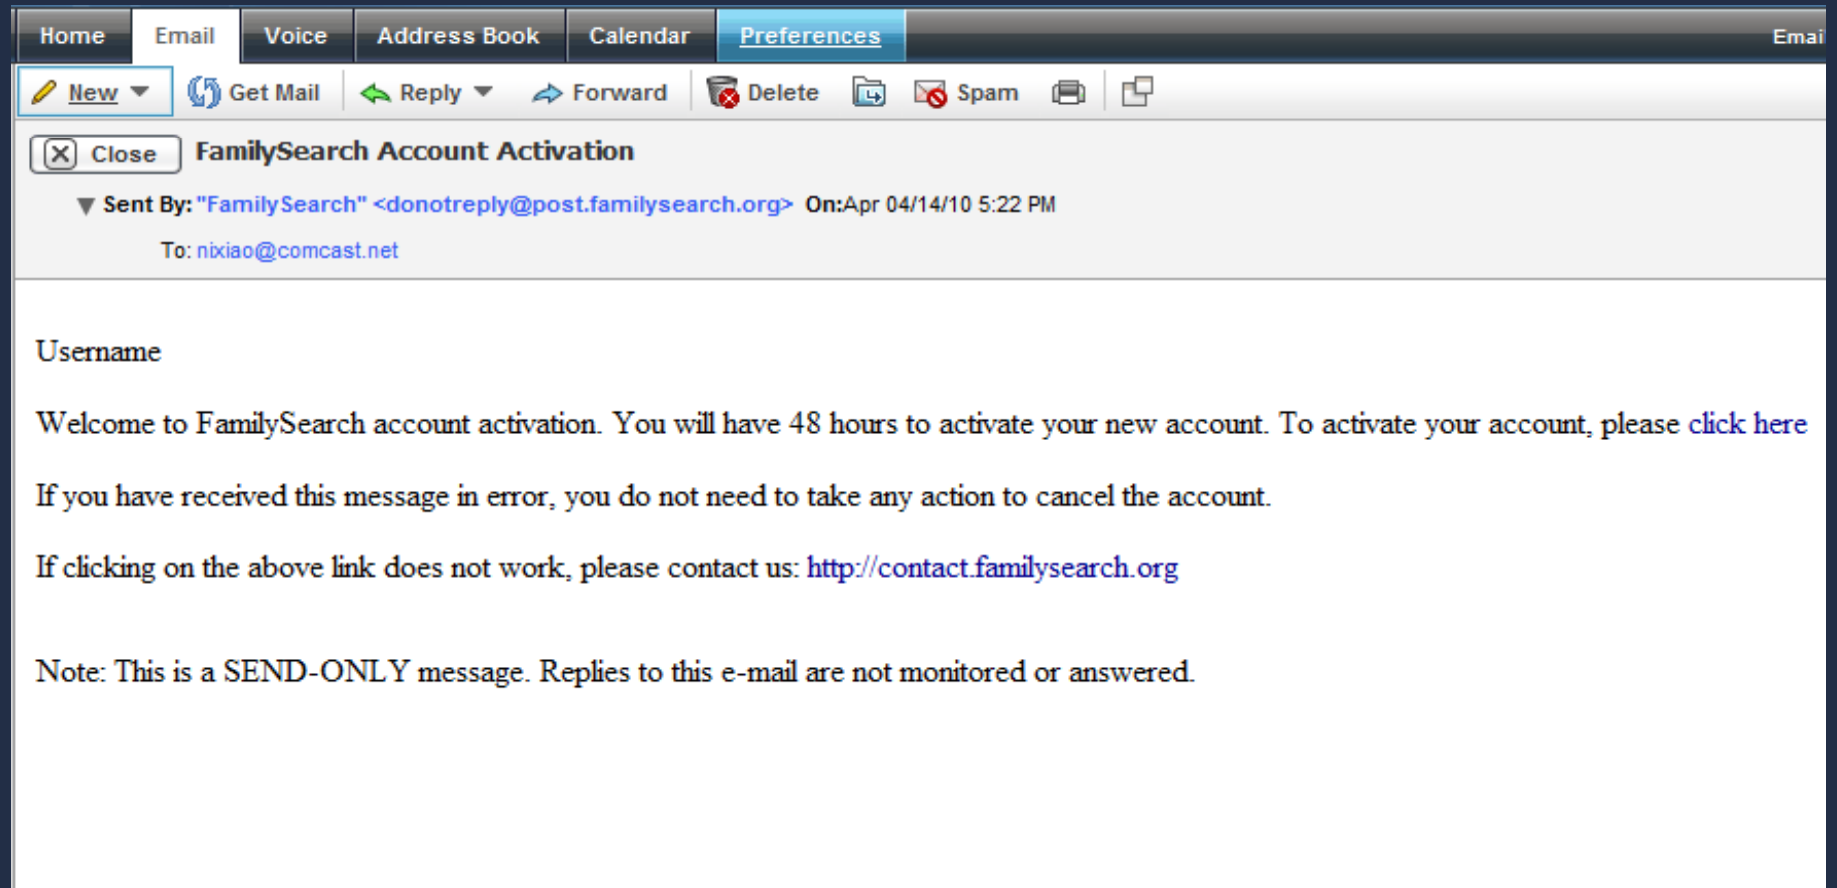 Home Email Voice Address Book Calendar Preferences Emai
New Get Mail Reply Forward Delete Spam
Close FamilySearch Account Activation
Sent By: "FamilySearch" <donotreply@post.familysearch.org> On:Apr 04/14/10 5:22 PM
To: nixiao@comcast.net
Username
Welcome to FamilySearch account activation. You will have 48 hours to activate your new account. To activate your account, please click here
If you have received this message in error, you do not need to take any action to cancel the account.
If clicking on the above link does not work, please contact us: http://contact.familysearch.org
Note: This is a SEND-ONLY message. Replies to this e-mail are not monitored or answered.